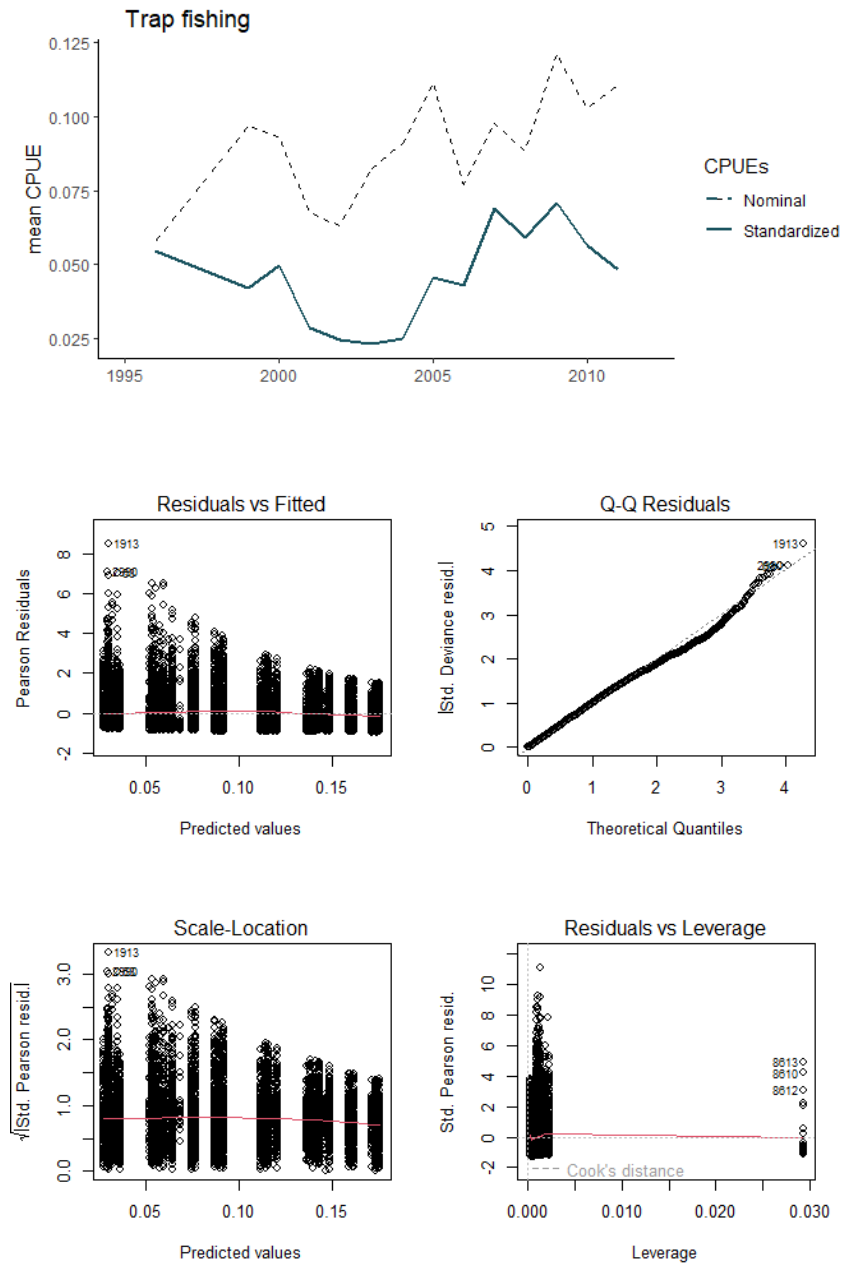 Trap fishing
0.125
0.100
0.075
0.050
0.025
mean CPUE
1995 2000 2005 2010
CPUEs
Nominal
Standardized
Residuals vs Fitted
1913
8
6
4
2
0
-2
Pearson Residuals
0.05 0.10 0.15
Predicted values
Q-Q Residuals
1913
5
4
3
2
1
0
|Std. Deviance resid.|
0 1 2 3 4
Theoretical Quantiles
Scale-Location
1913
3.0
2.0
1.0
0.0
√|Std. Pearson resid.|
0.05 0.10 0.15
Predicted values
Residuals vs Leverage
10
8
6
4
2
0
-2
Std. Pearson resid.
8613
8610
8612
Cook's distance
0.000 0.010 0.020 0.030
Leverage